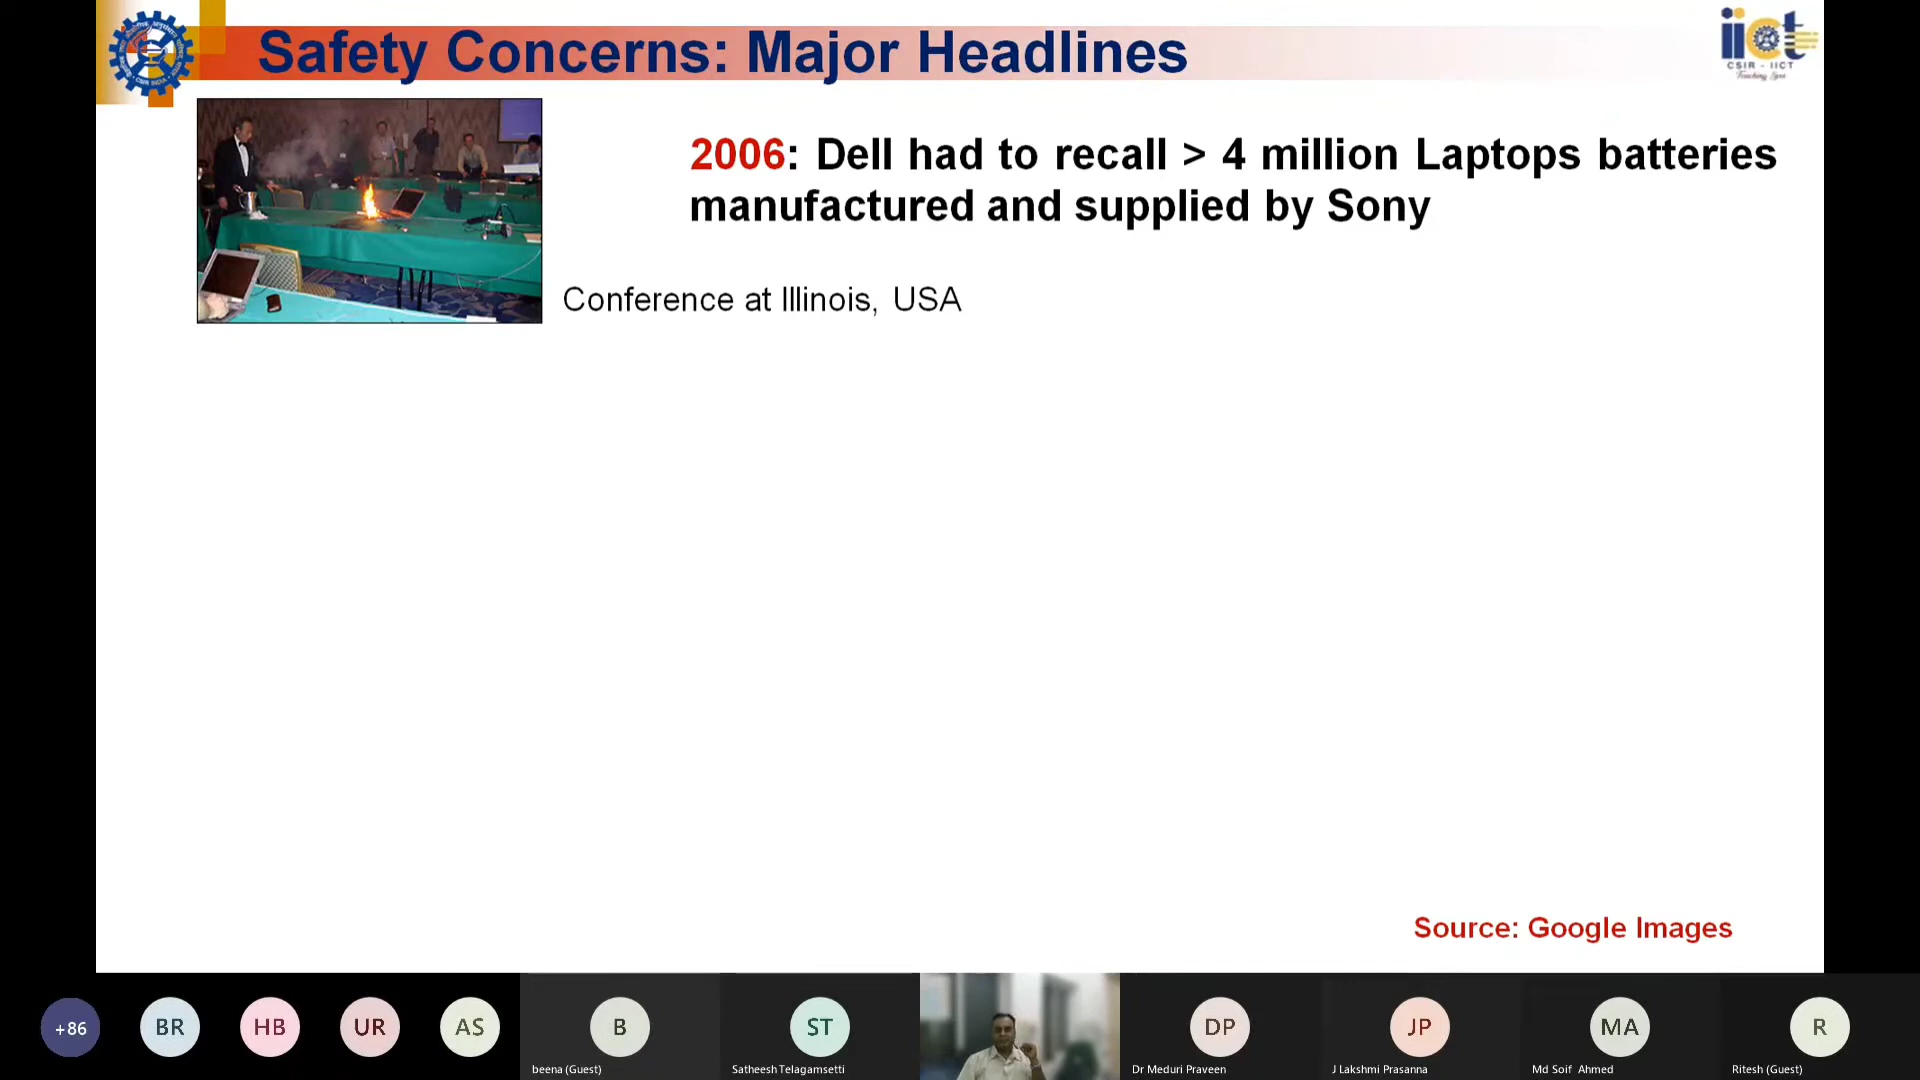 Safety Concerns: Major Headlines
iict
CSIR - IICT
2006: Dell had to recall > 4 million Laptops batteries
manufactured and supplied by Sony
Conference at Illinois, USA
Source: Google Images
+86
BR
HB
UR
AS
B
ST
DP
JP
MA
R
beena (Guest)
Satheesh Telagamsetti
Dr Meduri Praveen
J Lakshmi Prasanna
Md Soif Ahmed
Ritesh (Guest)